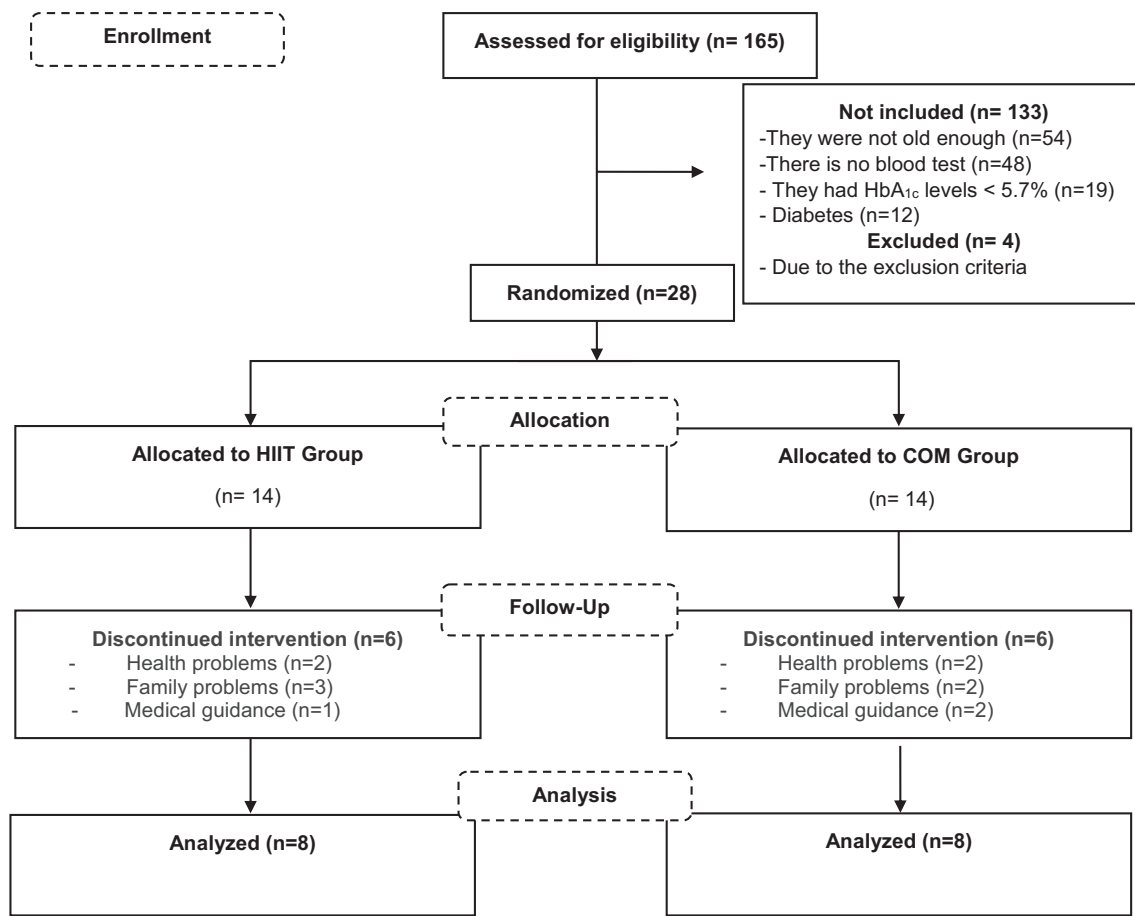 Enrollment
Assessed for eligibility (n= 165)
Not included (n= 133)
-They were not old enough (n=54)
-There is no blood test (n=48)
- They had HbA1c levels < 5.7% (n=19)
- Diabetes (n=12)
Excluded (n= 4)
- Due to the exclusion criteria
Randomized (n=28)
Allocation
Allocated to HIIT Group
(n= 14)
Allocated to COM Group
(n= 14)
Follow-Up
Discontinued intervention (n=6)
- Health problems (n=2)
- Family problems (n=3)
- Medical guidance (n=1)
Discontinued intervention (n=6)
- Health problems (n=2)
- Family problems (n=2)
- Medical guidance (n=2)
Analysis
Analyzed (n=8)
Analyzed (n=8)